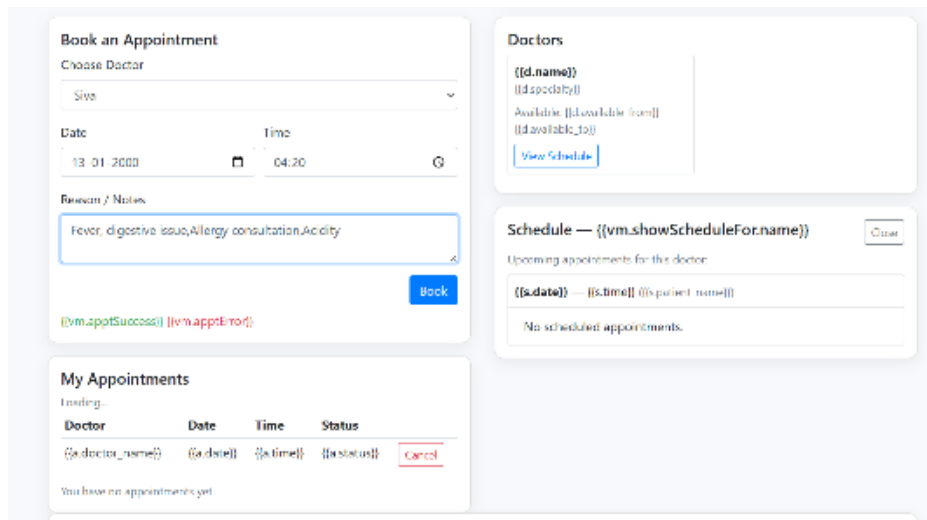 Book an Appointment
Choose Doctor
Siva
Date Time
13-01-2000 04:20
Reason / Notes
Fever, digestive issue,Allergy consultation,Acidity
Book
{{vm.apptSuccess}} {{vm.apptError}}
My Appointments
Loading...
Doctor Date Time Status
{{a.doctor_name}} {{a.date}} {{a.time}} {{a.status}} Cancel
You have no appointments yet.
Doctors
{{d.name}}
{{d.specialty}}
Available: {{d.available_from}}
{{d.available_to}}
View Schedule
Schedule — {{vm.showScheduleFor.name}} Close
Upcoming appointments for this doctor:
{{s.date}} — {{s.time}} ({{s.patient_name}})
No scheduled appointments.